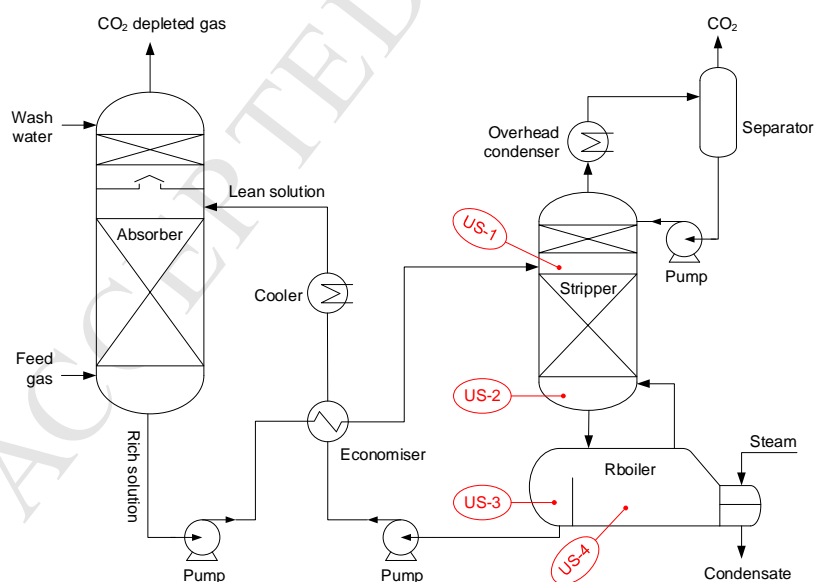 CO₂ depleted gas
CO₂
Wash
water
Overhead
condenser
Separator
Lean solution
US-1
Absorber
Pump
Cooler
Stripper
Feed
gas
US-2
Rich solution
Economiser
Rboiler
Steam
US-3
US-4
Pump
Pump
Condensate
ACCEPTED